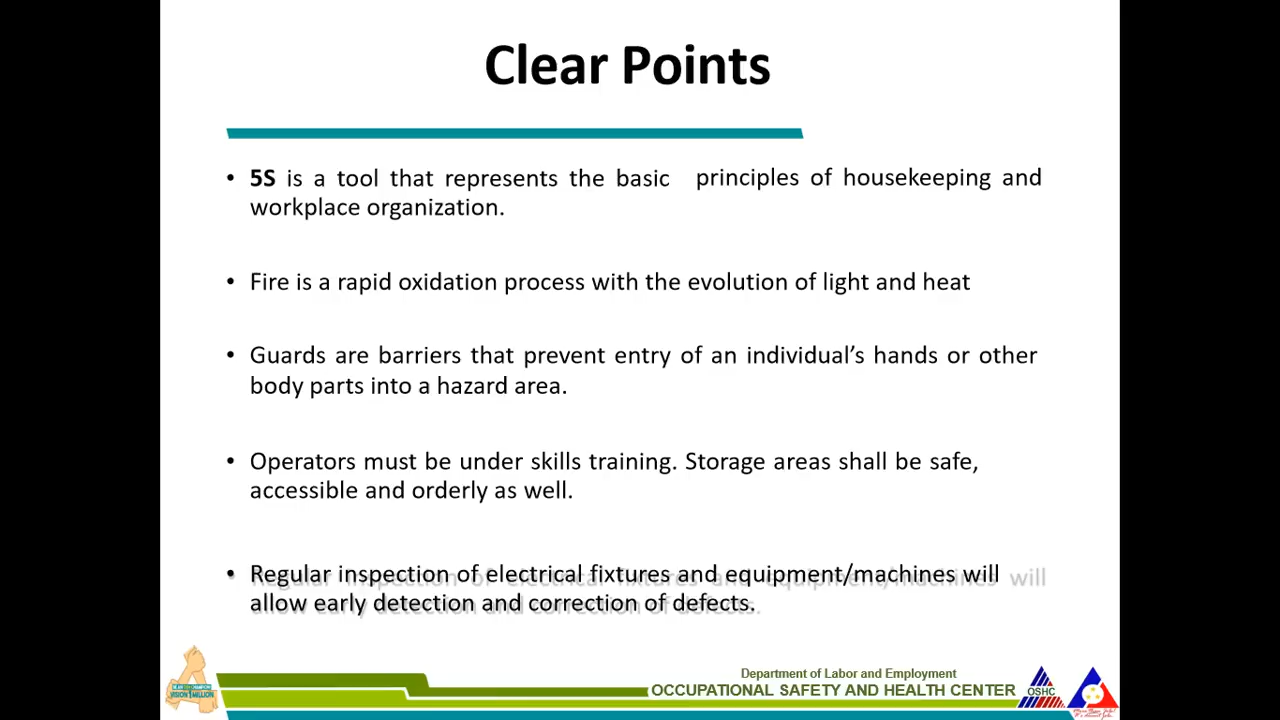 Clear Points
• 5S is a tool that represents the basic principles of housekeeping and
workplace organization.
• Fire is a rapid oxidation process with the evolution of light and heat
• Guards are barriers that prevent entry of an individual's hands or other
body parts into a hazard area.
• Operators must be under skills training. Storage areas shall be safe,
accessible and orderly as well.
• Regular inspection of electrical fixtures and equipment/machines will
allow early detection and correction of defects.
Department of Labor and Employment
OCCUPATIONAL SAFETY AND HEALTH CENTER
OSHC
VISION 1 MILLION